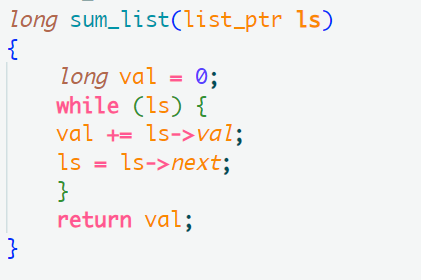 long sum_list(list_ptr ls)
{
    long val = 0;
    while (ls) {
    val += ls->val;
    ls = ls->next;
    }
    return val;
}